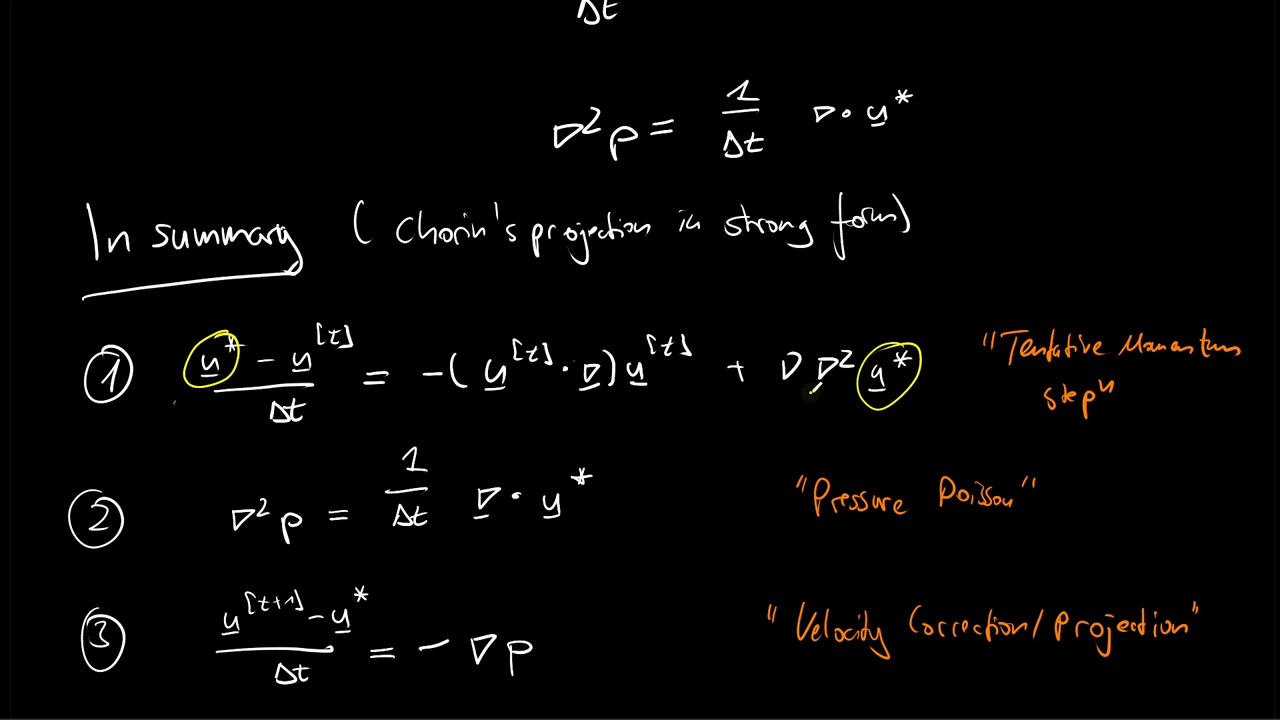 Δt
∇²p = 1/Δt ∇ · u*
In summary (Chorin's projection in strong form)
① (u* − u^[t])/Δt = −(u^[t] · ∇)u^[t] + ν ∇² u* "Tentative Momentum
step"
② ∇²p = 1/Δt ∇ · u* "Pressure Poisson"
③ (u^[t+1] − u*)/Δt = − ∇p "Velocity Correction/Projection"